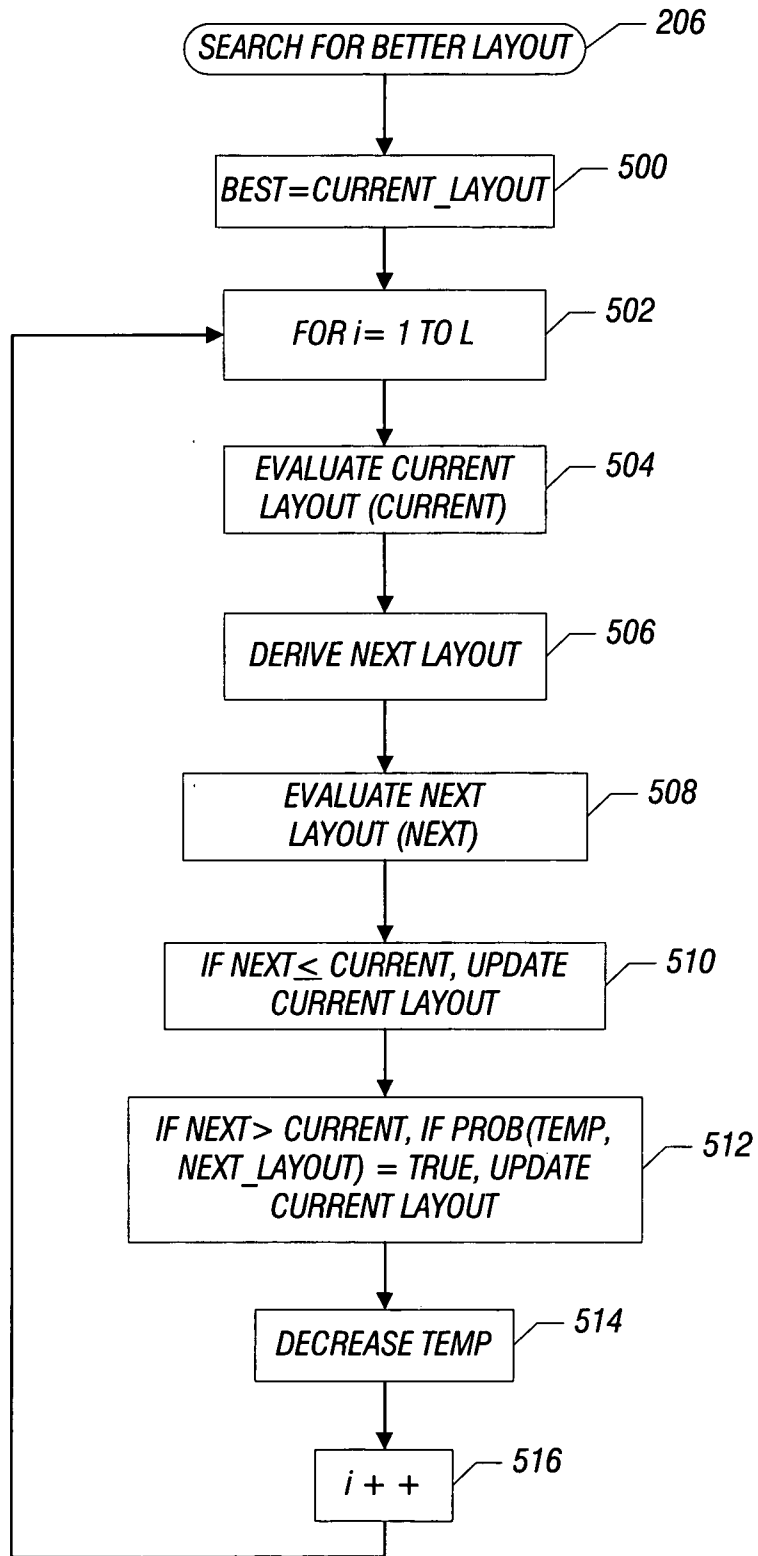 SEARCH FOR BETTER LAYOUT
206
BEST=CURRENT_LAYOUT
500
FOR i= 1 TO L
502
EVALUATE CURRENT
LAYOUT (CURRENT)
504
DERIVE NEXT LAYOUT
506
EVALUATE NEXT
LAYOUT (NEXT)
508
IF NEXT ≤ CURRENT, UPDATE
CURRENT LAYOUT
510
IF NEXT> CURRENT, IF PROB(TEMP,
NEXT_LAYOUT) = TRUE, UPDATE
CURRENT LAYOUT
512
DECREASE TEMP
514
i + +
516